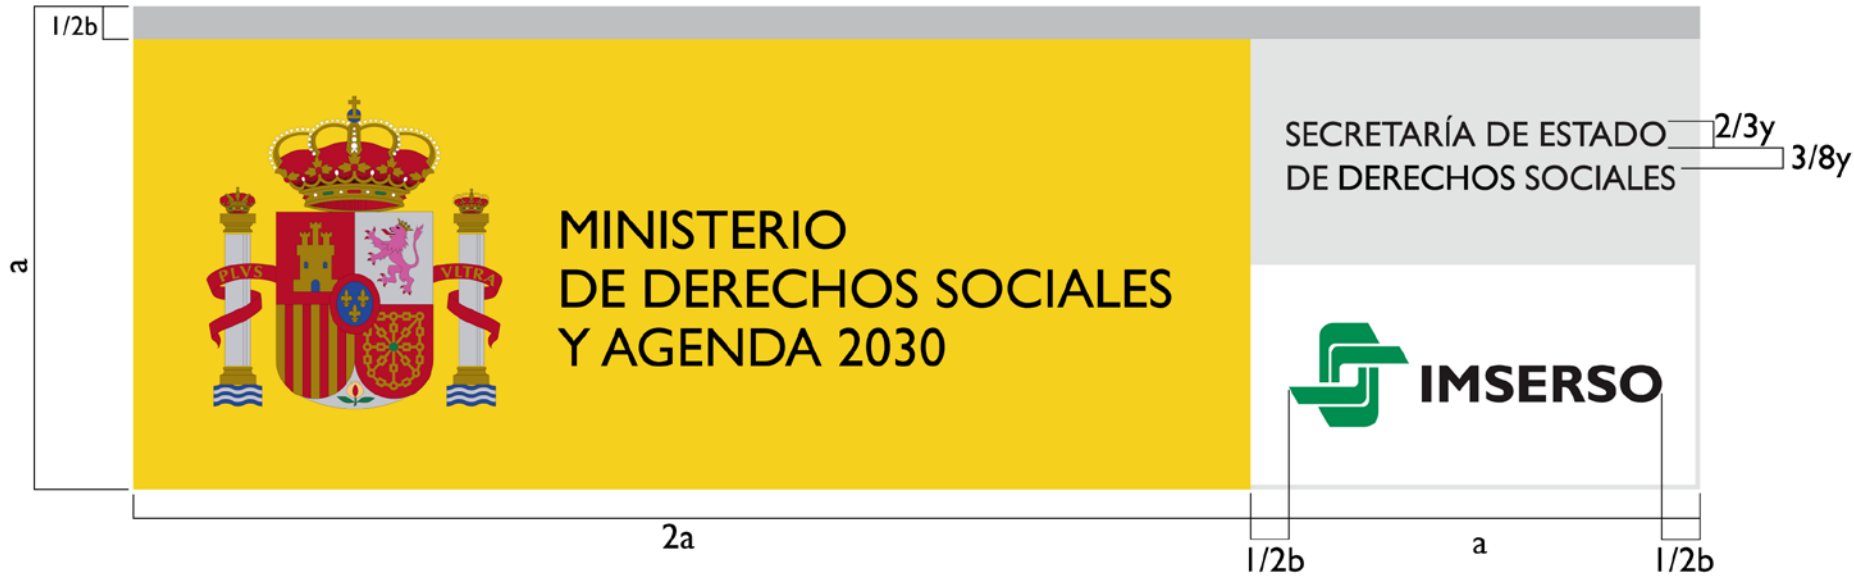 1/2b
a
PLVS
VLTRA
MINISTERIO
DE DERECHOS SOCIALES
Y AGENDA 2030
SECRETARÍA DE ESTADO
DE DERECHOS SOCIALES
2/3y
3/8y
IMSERSO
2a
1/2b
a
1/2b